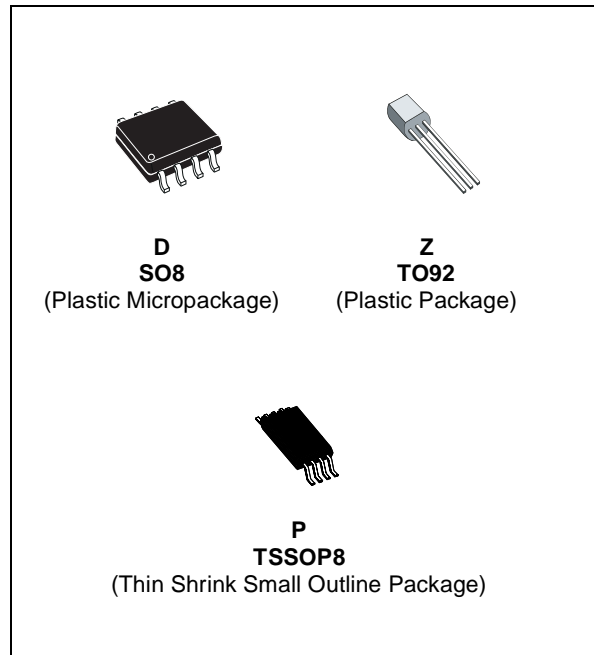 D
SO8
(Plastic Micropackage)
Z
TO92
(Plastic Package)
P
TSSOP8
(Thin Shrink Small Outline Package)